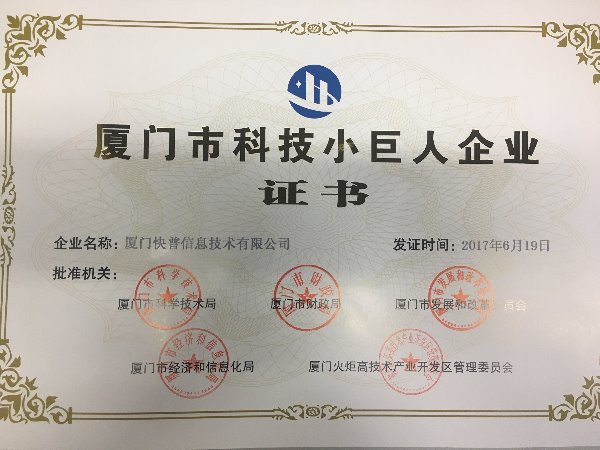 厦门市科技小巨人企业
证书
企业名称：厦门快普信息技术有限公司 发证时间：2017年6月19日
批准机关：
厦门市科学技术局 厦门市财政局 厦门市发展和改革委员会
厦门市经济和信息化局 厦门火炬高技术产业开发区管理委员会